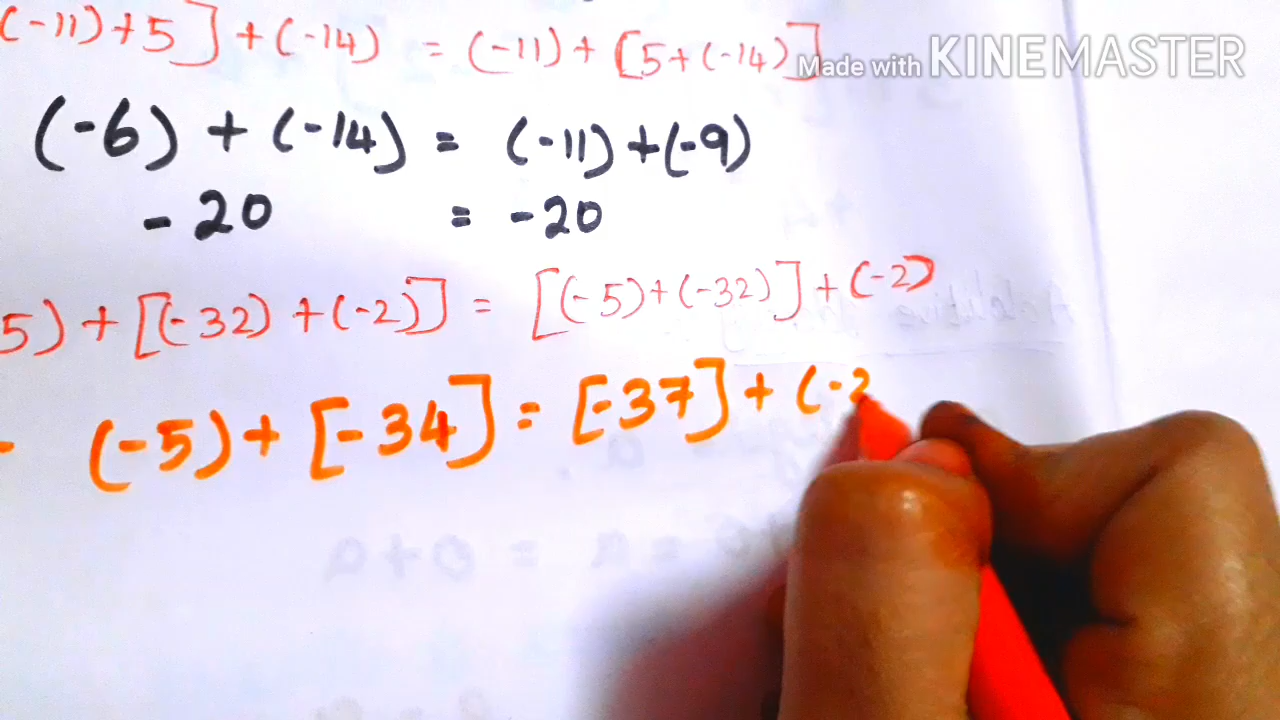 (-11)+5] + (-14) = (-11) + [5+(-14)]
Made with KINEMASTER
(-6) + (-14) = (-11)+(-9)
-20 = -20
5) + [(-32) + (-2)] = [(-5)+(-32)] + (-2)
(-5) + [-34] = [-37] + (-2